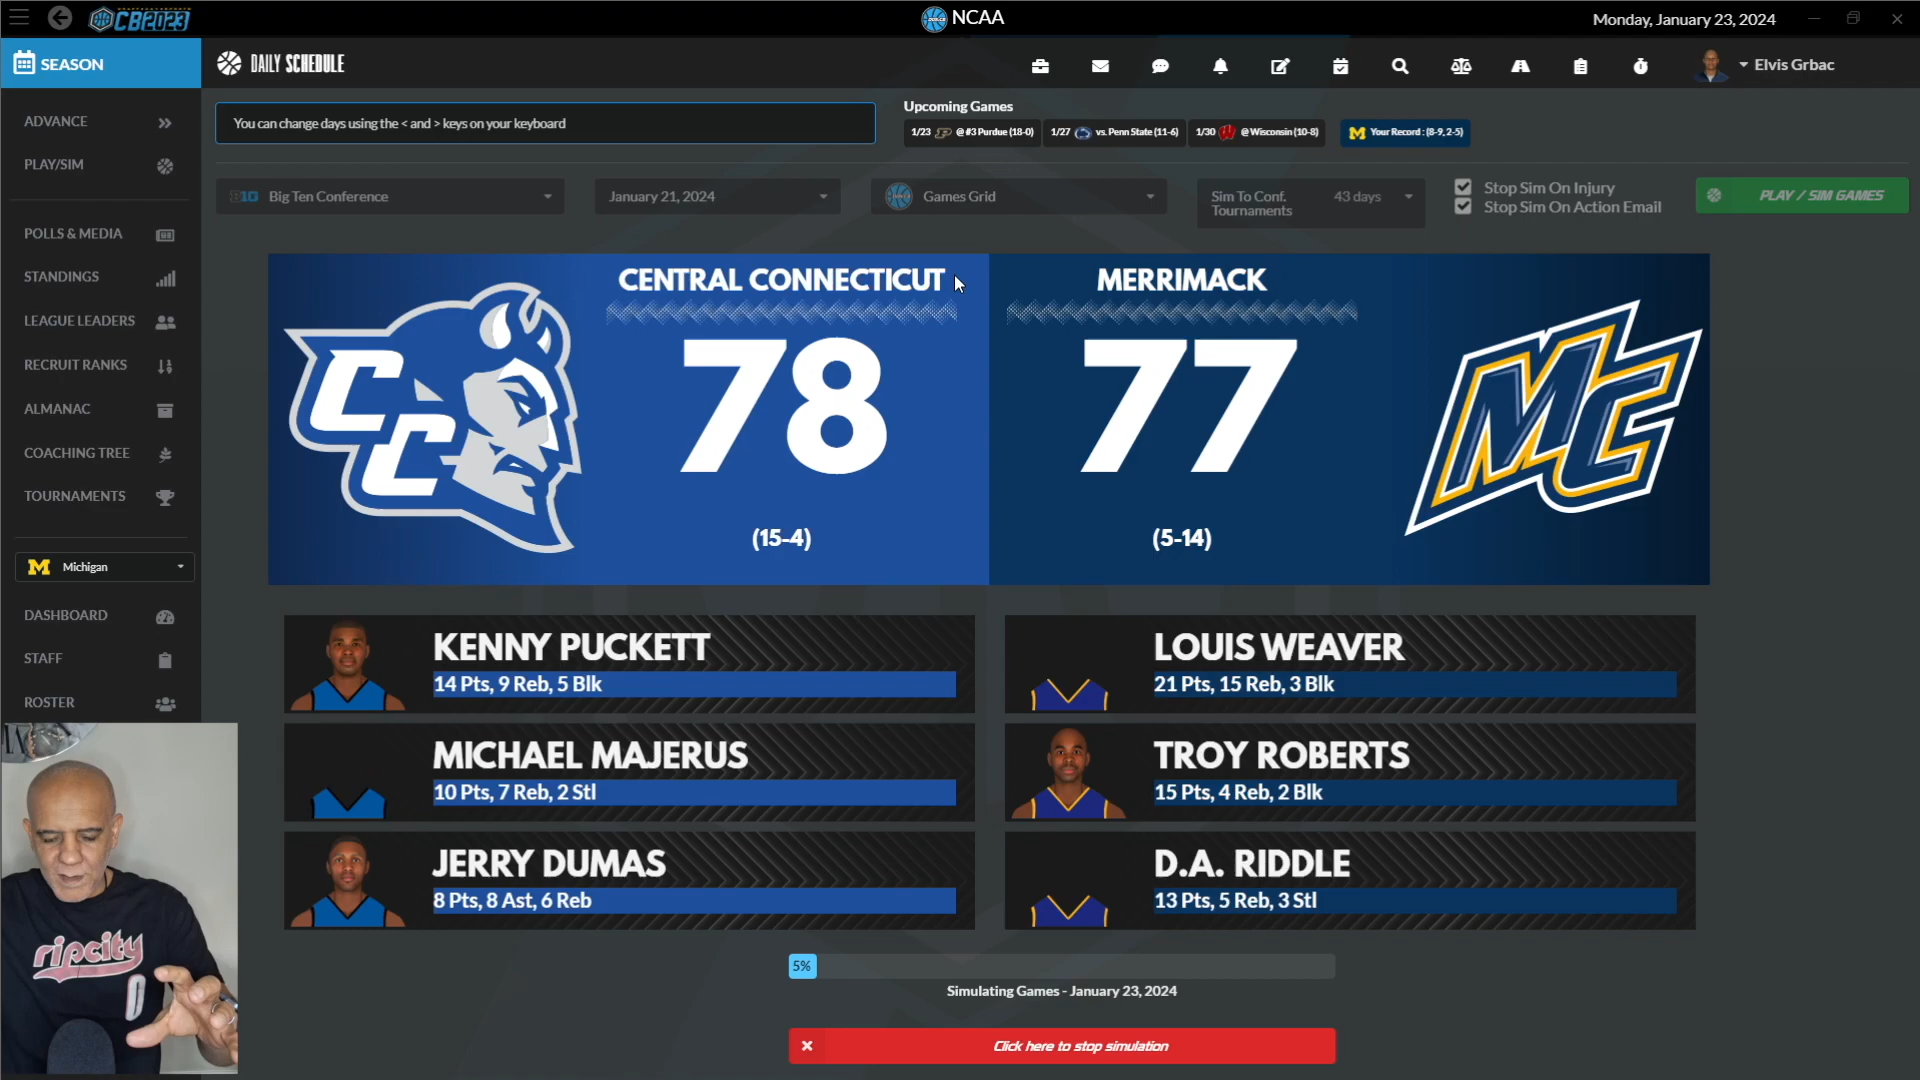 CB2023
NCAA
Monday, January 23, 2024
SEASON
DAILY SCHEDULE
Elvis Grbac
ADVANCE
PLAY/SIM
POLLS & MEDIA
STANDINGS
LEAGUE LEADERS
RECRUIT RANKS
ALMANAC
COACHING TREE
TOURNAMENTS
Michigan
DASHBOARD
STAFF
ROSTER
You can change days using the < and > keys on your keyboard
Upcoming Games
1/23 @ #3 Purdue (18-0)
1/27 vs. Penn State (11-6)
1/30 @ Wisconsin (10-8)
Your Record : (8-9, 2-5)
B1G Big Ten Conference
January 21, 2024
Games Grid
Sim To Conf. Tournaments
43 days
Stop Sim On Injury
Stop Sim On Action Email
PLAY / SIM GAMES
CENTRAL CONNECTICUT
78
(15-4)
CC
MERRIMACK
77
(5-14)
MC
KENNY PUCKETT
14 Pts, 9 Reb, 5 Blk
MICHAEL MAJERUS
10 Pts, 7 Reb, 2 Stl
JERRY DUMAS
8 Pts, 8 Ast, 6 Reb
LOUIS WEAVER
21 Pts, 15 Reb, 3 Blk
TROY ROBERTS
15 Pts, 4 Reb, 2 Blk
D.A. RIDDLE
13 Pts, 5 Reb, 3 Stl
5%
Simulating Games - January 23, 2024
Click here to stop simulation
ripcity
0